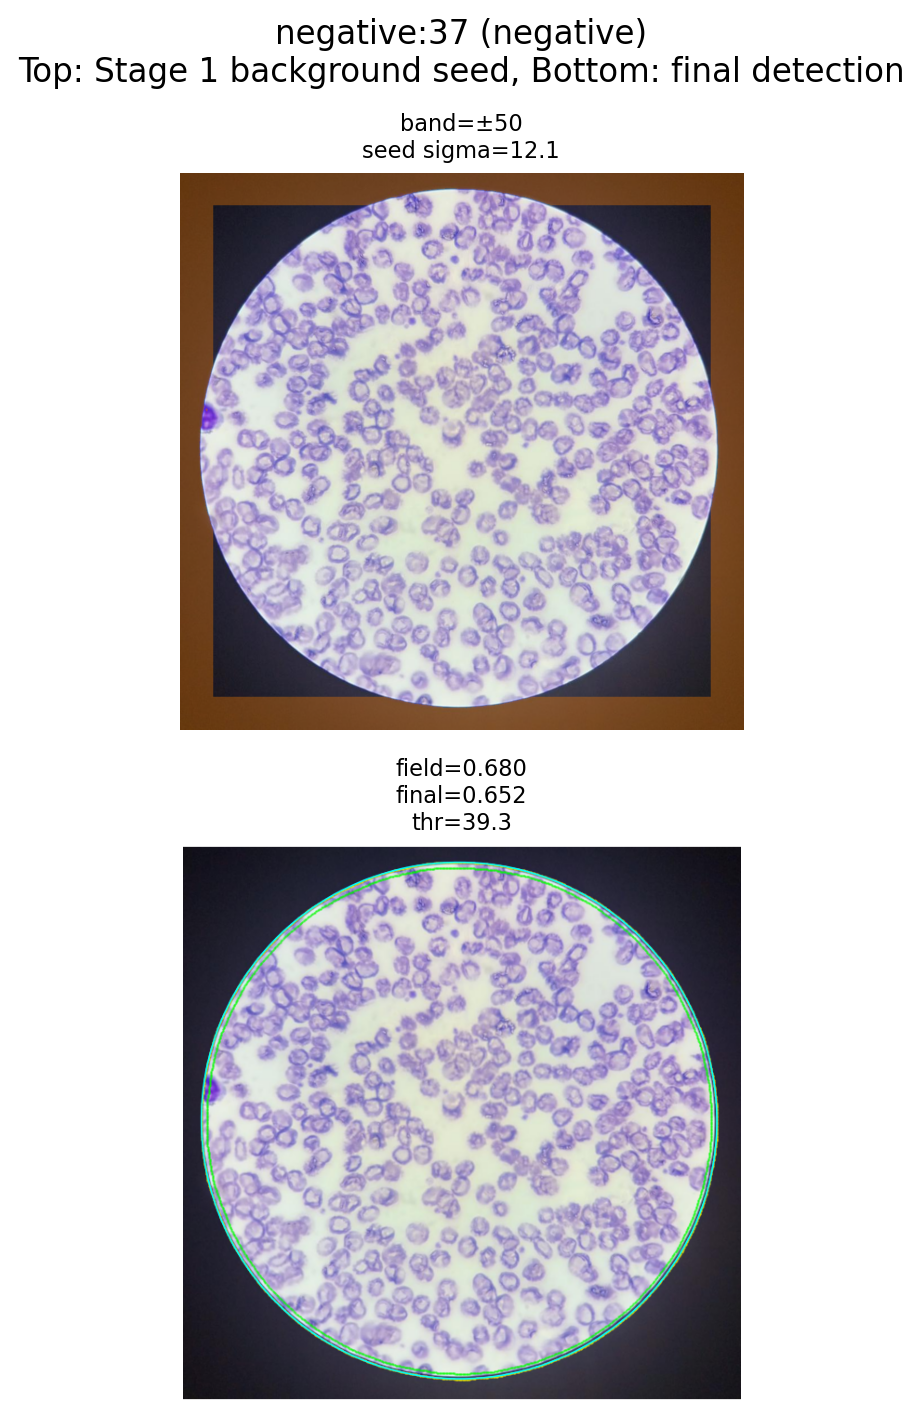 negative:37 (negative)
Top: Stage 1 background seed, Bottom: final detection
band=±50
seed sigma=12.1
field=0.680
final=0.652
thr=39.3